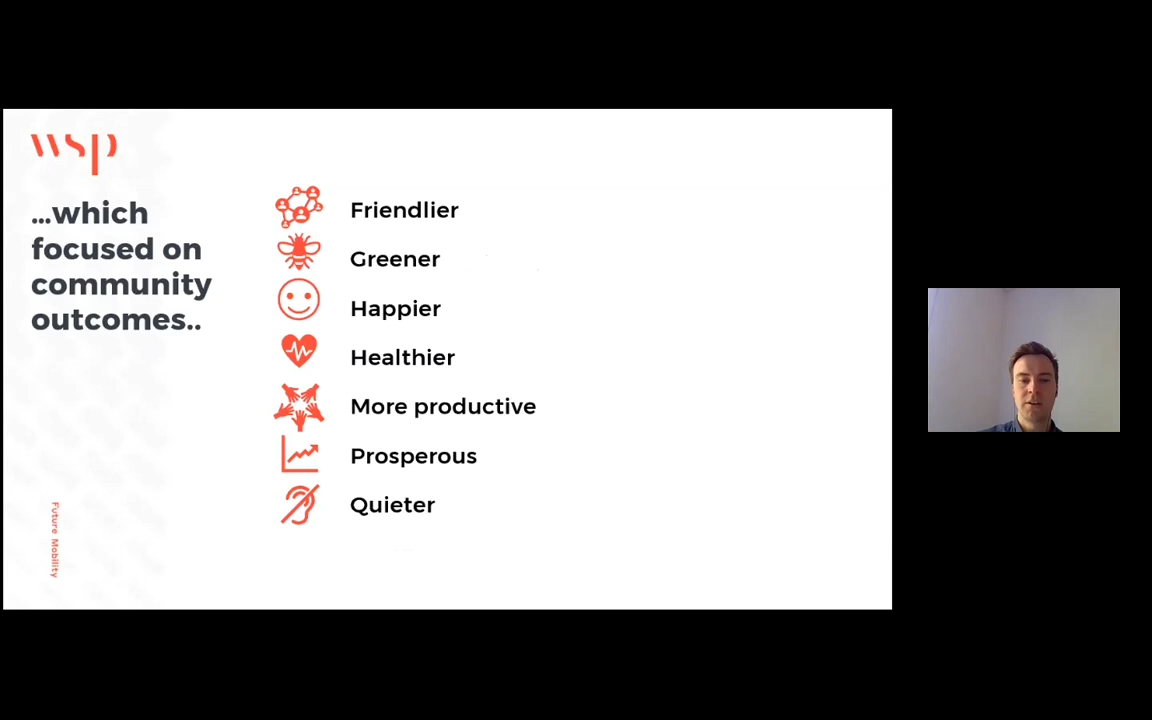 wsp
...which
focused on
community
outcomes..
Friendlier
Greener
Happier
Healthier
More productive
Prosperous
Quieter
Future Mobility